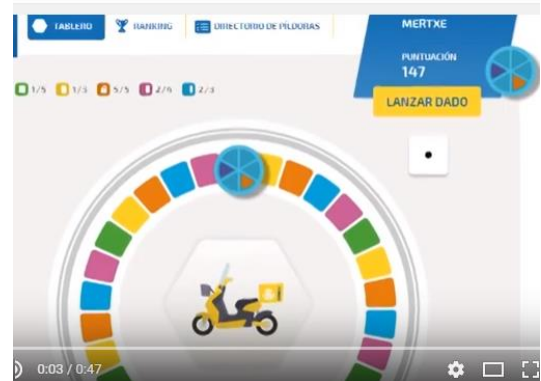 TABLERO
RANKING
DIRECTORIO DE PÍLDORAS
MERTXE
PUNTUACIÓN
147
LANZAR DADO
1/5
1/3
5/5
2/6
2/3
0:03 / 0:47